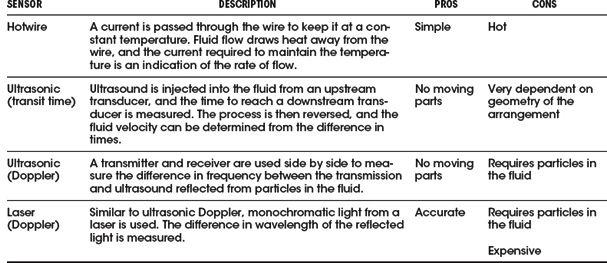 SENSOR DESCRIPTION PROS CONS
Hotwire A current is passed through the wire to keep it at a con- Simple Hot
stant temperature. Fluid flow draws heat away from the
wire, and the current required to maintain the tempera-
ture is an indication of the rate of flow.
Ultrasonic Ultrasound is injected into the fluid from an upstream No moving Very dependent on
(transit time) transducer, and the time to reach a downstream trans- parts geometry of the
ducer is measured. The process is then reversed, and the arrangement
fluid velocity can be determined from the difference in
times.
Ultrasonic A transmitter and receiver are used side by side to mea- No moving Requires particles in
(Doppler) sure the difference in frequency between the transmission parts the fluid
and ultrasound reflected from particles in the fluid.
Laser Similar to ultrasonic Doppler, monochromatic light from a Accurate Requires particles in
(Doppler) laser is used. The difference in wavelength of the reflected the fluid
light is measured.
Expensive